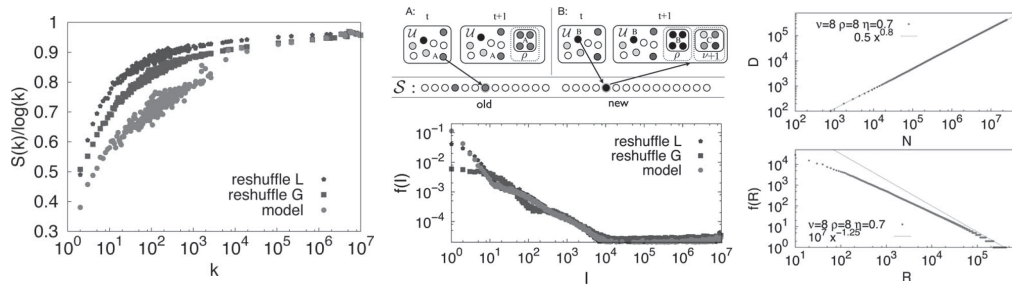 S(k)/log(k)
1
0.9
0.8
0.7
0.6
0.5
0.4
0.3
reshuffle L
reshuffle G
model
10^0 10^1 10^2 10^3 10^4 10^5 10^6 10^7
k
A: t t+1 B: t t+1
U U U U
A A A B B B C
ρ ρ ν+1
S :
old new
f(I)
10^-1
10^-2
10^-3
10^-4
reshuffle L
reshuffle G
model
10^0 10^1 10^2 10^3 10^4 10^5 10^6 10^7
I
D
10^5
10^4
10^3
10^2
ν=8 ρ=8 η=0.7
0.5 x^0.8
10^2 10^3 10^4 10^5 10^6 10^7
N
f(R)
10^4
10^3
10^2
10^1
10^0
ν=8 ρ=8 η=0.7
10^7 x^-1.25
10^1 10^2 10^3 10^4 10^5
R